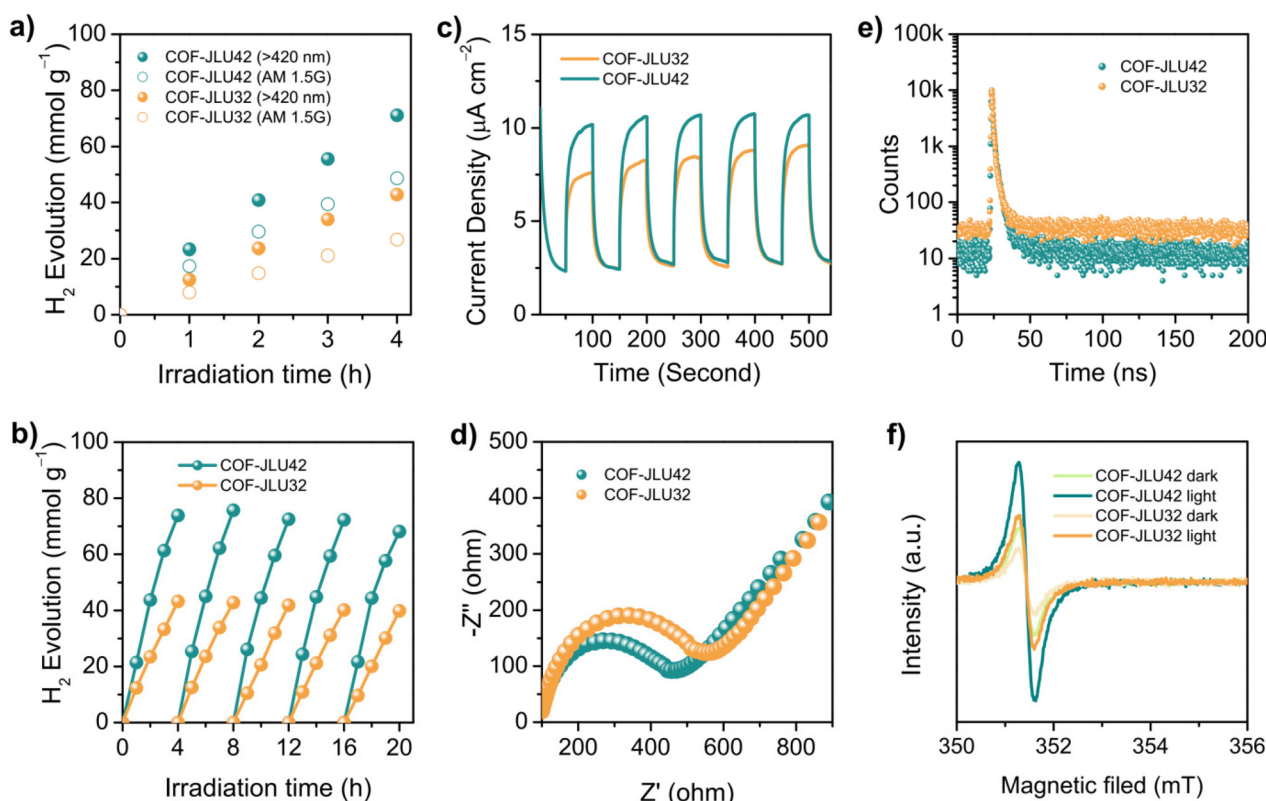 a)
H₂ Evolution (mmol g⁻¹)
100
80
60
40
20
0
COF-JLU42 (>420 nm)
COF-JLU42 (AM 1.5G)
COF-JLU32 (>420 nm)
COF-JLU32 (AM 1.5G)
0 1 2 3 4
Irradiation time (h)
c)
Current Density (μA cm⁻²)
15
10
5
0
COF-JLU32
COF-JLU42
100 200 300 400 500
Time (Second)
e)
Counts
100k
10k
1k
100
10
1
COF-JLU42
COF-JLU32
0 50 100 150 200
Time (ns)
b)
H₂ Evolution (mmol g⁻¹)
100
80
60
40
20
0
COF-JLU42
COF-JLU32
0 4 8 12 16 20
Irradiation time (h)
d)
-Z" (ohm)
500
400
300
200
100
0
COF-JLU42
COF-JLU32
200 400 600 800
Z' (ohm)
f)
Intensity (a.u.)
COF-JLU42 dark
COF-JLU42 light
COF-JLU32 dark
COF-JLU32 light
350 352 354 356
Magnetic filed (mT)